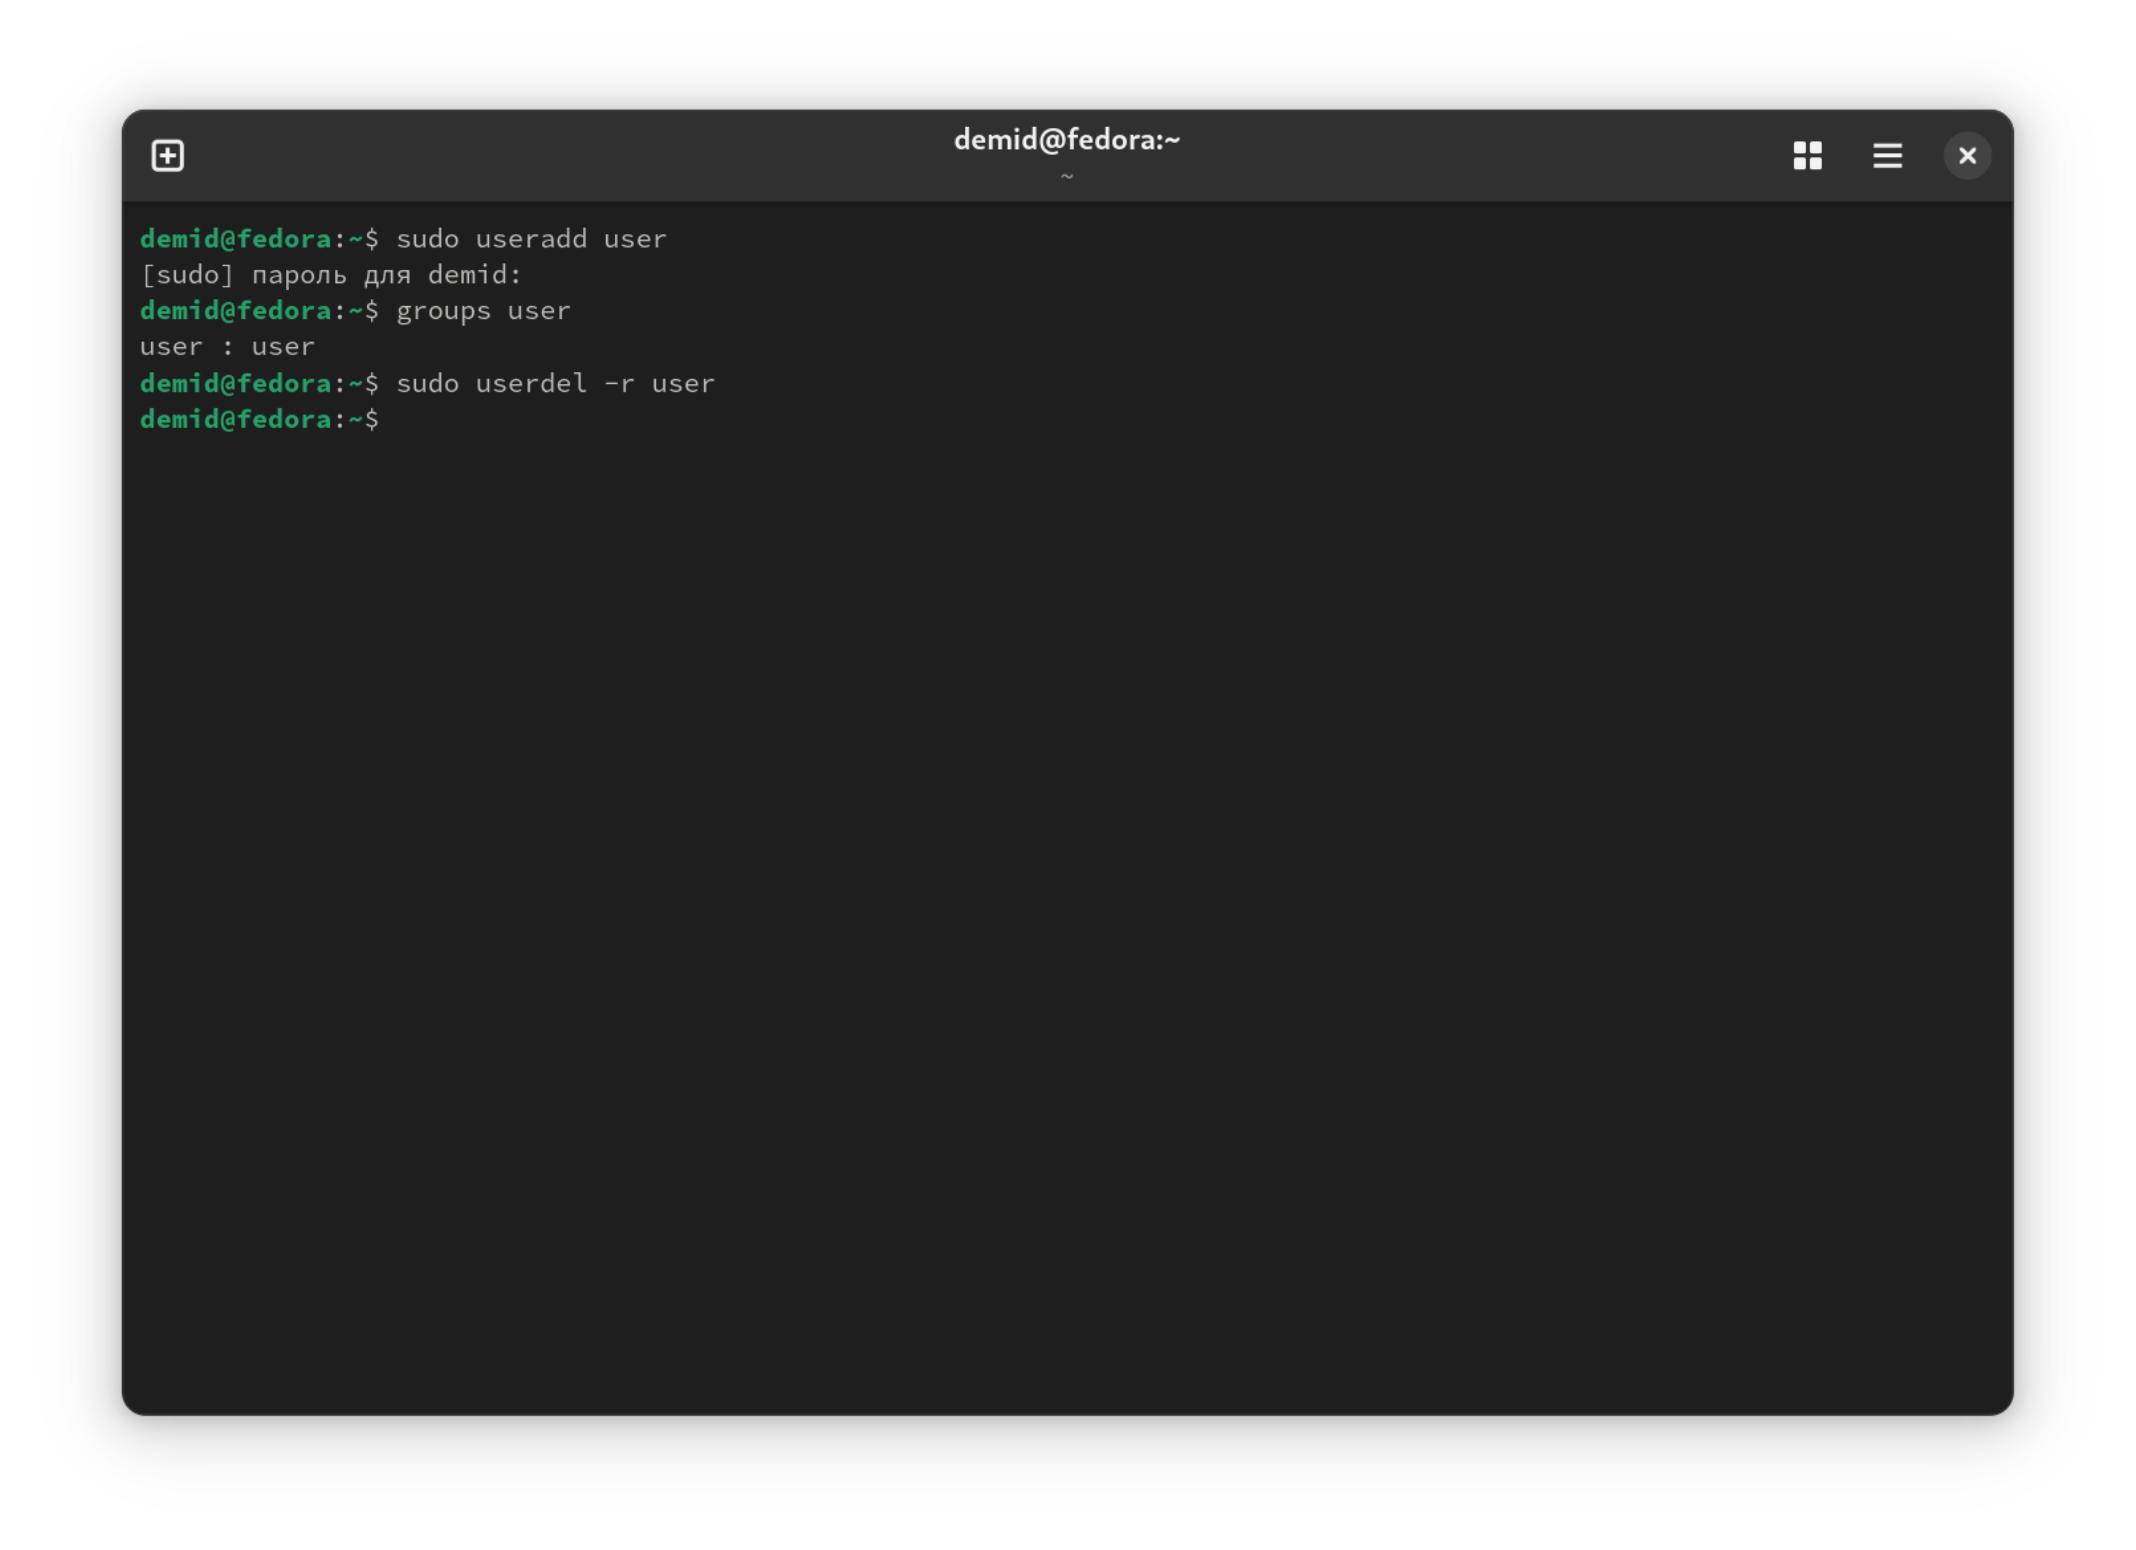 demid@fedora:~
~
demid@fedora:~$ sudo useradd user
[sudo] пароль для demid:
demid@fedora:~$ groups user
user : user
demid@fedora:~$ sudo userdel -r user
demid@fedora:~$